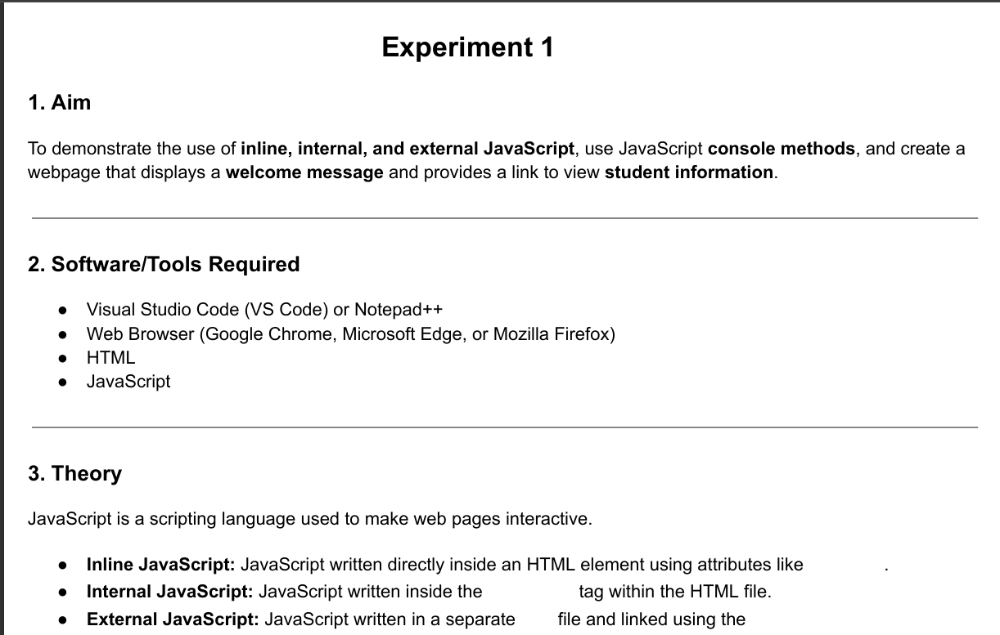 Experiment 1
1. Aim
To demonstrate the use of inline, internal, and external JavaScript, use JavaScript console methods, and create a
webpage that displays a welcome message and provides a link to view student information.
2. Software/Tools Required
● Visual Studio Code (VS Code) or Notepad++
● Web Browser (Google Chrome, Microsoft Edge, or Mozilla Firefox)
● HTML
● JavaScript
3. Theory
JavaScript is a scripting language used to make web pages interactive.
● Inline JavaScript: JavaScript written directly inside an HTML element using attributes like .
● Internal JavaScript: JavaScript written inside the tag within the HTML file.
● External JavaScript: JavaScript written in a separate file and linked using the